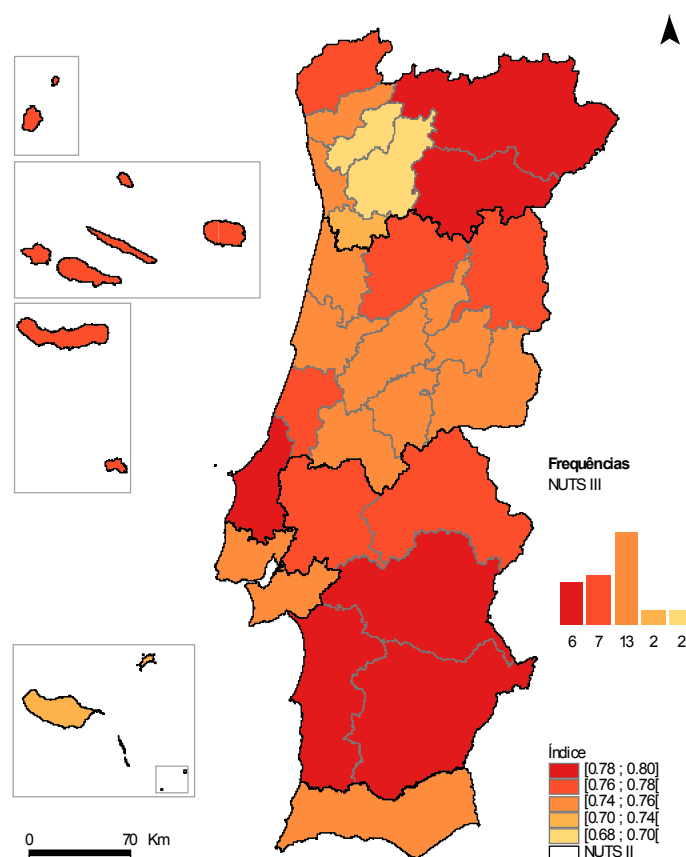 Frequências
NUTS III
6 7 13 2 2
Índice
[0.78 ; 0.80]
[0.76 ; 0.78[
[0.74 ; 0.76[
[0.70 ; 0.74[
[0.68 ; 0.70[
NUTS II
0 70 Km